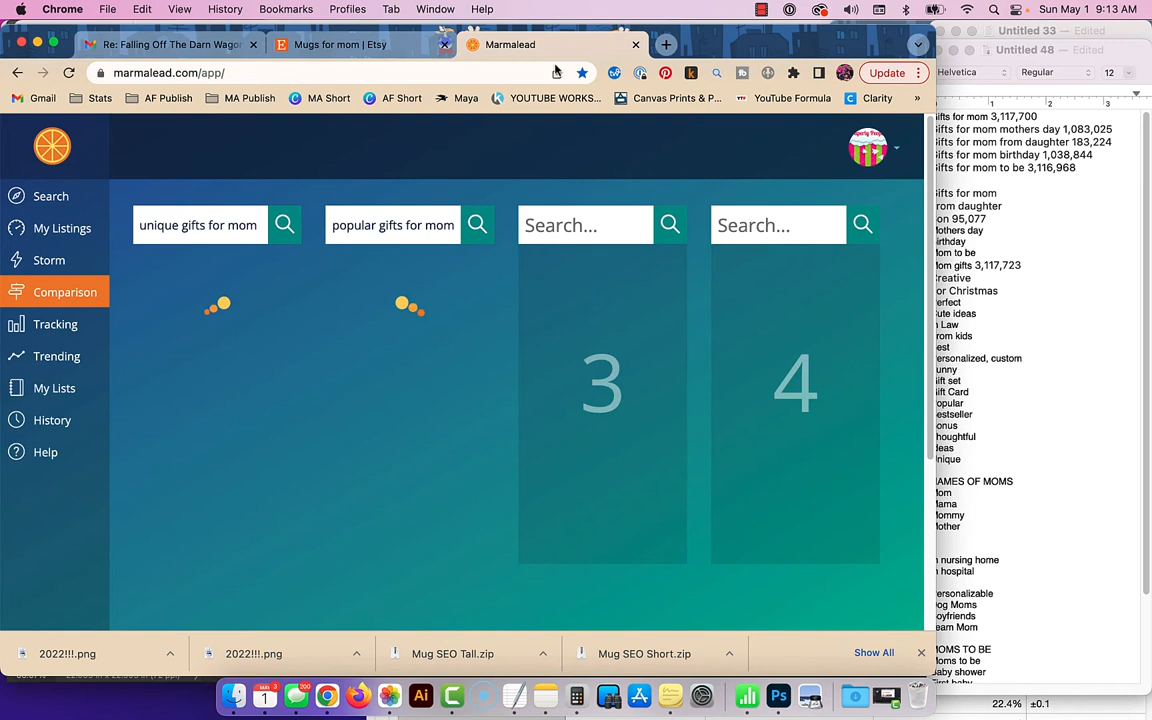 Chrome File Edit View History Bookmarks Profiles Tab Window Help Sun May 1 9:13 AM
Re: Falling Off The Darn Wagor
Mugs for mom | Etsy
Marmalead
Untitled 33 — Edited
Untitled 48 — Edited
marmalead.com/app/
Update
Helvetica Regular 12
Gmail Stats AF Publish MA Publish MA Short AF Short Maya YOUTUBE WORKS... Canvas Prints & P... YouTube Formula Clarity »
1 2 3
Search
My Listings
Storm
Comparison
Tracking
Trending
My Lists
History
Help
unique gifts for mom
popular gifts for mom
Search...
Search...
3
4
ifts for mom 3,117,700
ifts for mom mothers day 1,083,025
ifts for mom from daughter 183,224
ifts for mom birthday 1,038,844
ifts for mom to be 3,116,968
ifts for mom
rom daughter
on 95,077
others day
irthday
om to be
om gifts 3,117,723
reative
or Christmas
erfect
ute ideas
n Law
rom kids
est
ersonalized, custom
unny
ift set
ift Card
opular
estseller
onus
houghtful
deas
nique
AMES OF MOMS
om
ama
ommy
other
n nursing home
n hospital
ersonalizable
og Moms
oyfriends
eam Mom
OMS TO BE
oms to be
aby shower
2022!!!.png
2022!!!.png
Mug SEO Tall.zip
Mug SEO Short.zip
Show All
22.4% ±0.1